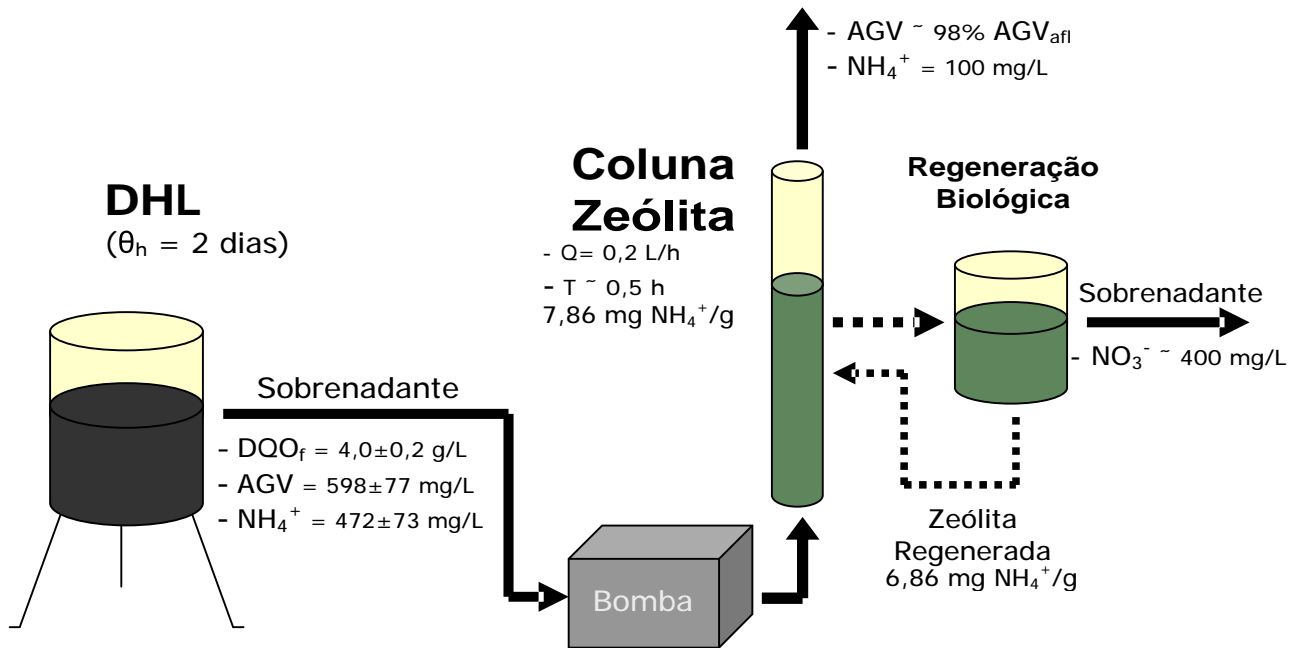 DHL
(θₕ = 2 dias)
Sobrenadante
- DQO_f = 4,0±0,2 g/L
- AGV = 598±77 mg/L
- NH₄⁺ = 472±73 mg/L
Bomba
Coluna
Zeólita
- Q= 0,2 L/h
- T ~ 0,5 h
7,86 mg NH₄⁺/g
- AGV ~ 98% AGV_afl
- NH₄⁺ = 100 mg/L
Regeneração
Biológica
Sobrenadante
- NO₃⁻ ~ 400 mg/L
Zeólita
Regenerada
6,86 mg NH₄⁺/g